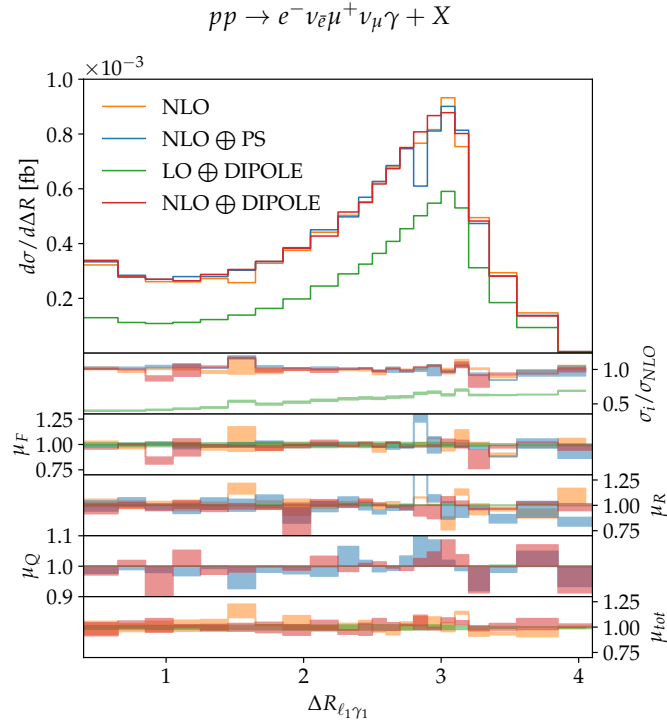 pp → e⁻ν_ēμ⁺ν_μγ + X
×10⁻³
1.0
0.8
0.6
0.4
0.2
dσ/dΔR [fb]
NLO
NLO ⊕ PS
LO ⊕ DIPOLE
NLO ⊕ DIPOLE
1.0
0.5
σ_i/σ_NLO
1.25
1.00
0.75
μ_F
1.25
1.00
0.75
μ_R
1.1
1.0
0.9
μ_Q
1.25
1.00
0.75
μ_tot
1 2 3 4
ΔR_ℓ₁γ₁